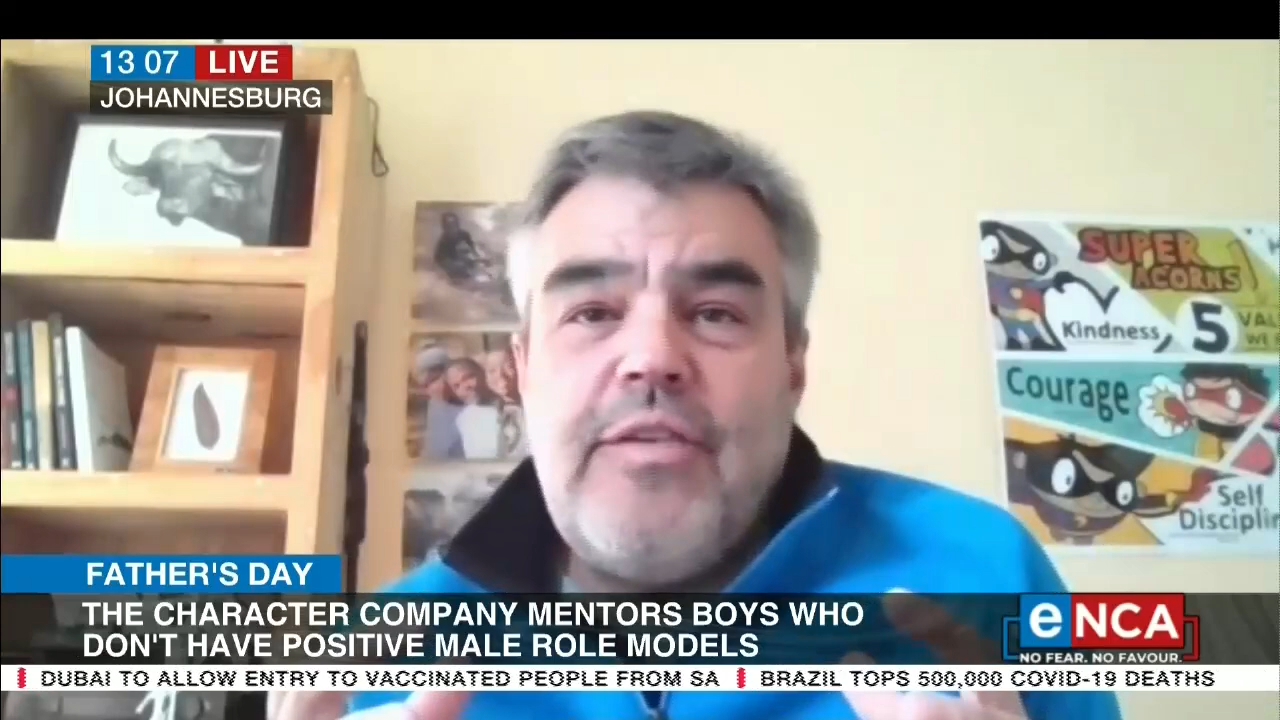 13 07 LIVE
JOHANNESBURG
SUPER
ACORNS
Kindness
5
Courage
Self
FATHER'S DAY
THE CHARACTER COMPANY MENTORS BOYS WHO
DON'T HAVE POSITIVE MALE ROLE MODELS
eNCA
NO FEAR. NO FAVOUR.
DUBAI TO ALLOW ENTRY TO VACCINATED PEOPLE FROM SA BRAZIL TOPS 500,000 COVID-19 DEATHS